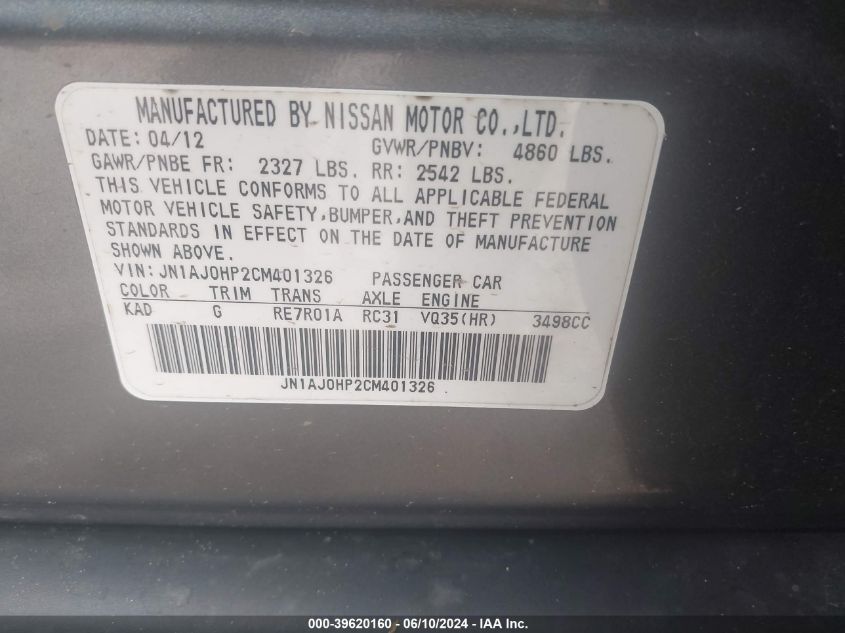 MANUFACTURED BY NISSAN MOTOR CO.,LTD.
DATE: 04/12 GVWR/PNBV: 4860 LBS.
GAWR/PNBE FR: 2327 LBS. RR: 2542 LBS.
THIS VEHICLE CONFORMS TO ALL APPLICABLE FEDERAL
MOTOR VEHICLE SAFETY,BUMPER,AND THEFT PREVENTION
STANDARDS IN EFFECT ON THE DATE OF MANUFACTURE
SHOWN ABOVE.
VIN:JN1AJ0HP2CM401326 PASSENGER CAR
COLOR TRIM TRANS AXLE ENGINE
KAD G RE7R01A RC31 VQ35(HR) 3498CC
JN1AJ0HP2CM401326
000-39620160 - 06/10/2024 - IAA Inc.